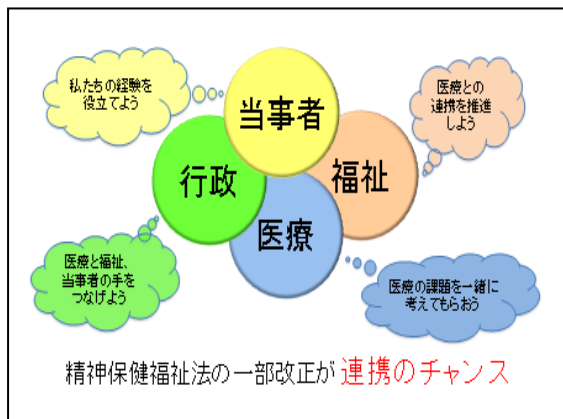 私たちの経験を
役立てよう
当事者
医療との
連携を推進
しよう
行政
福祉
医療
医療と福祉、
当事者の手を
つなげよう
医療の課題を一緒に
考えてもらおう
精神保健福祉法の一部改正が 連携のチャンス